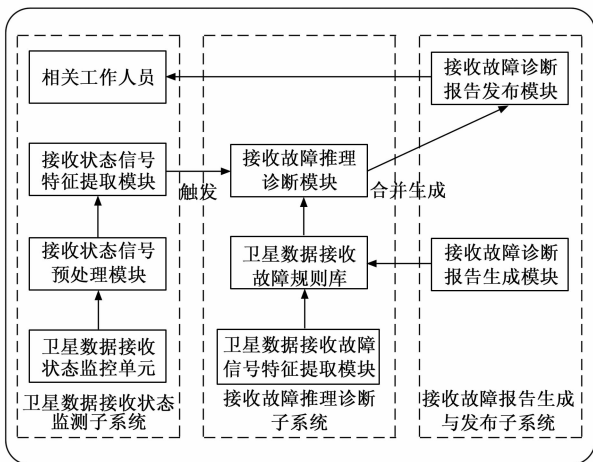 相关工作人员
接收故障诊断
报告发布模块
接收状态信号
特征提取模块
触发
接收故障推理
诊断模块
合并生成
接收状态信号
预处理模块
卫星数据接收
故障规则库
接收故障诊断
报告生成模块
卫星数据接收
状态监控单元
卫星数据接收故障
信号特征提取模块
卫星数据接收状态
监测子系统
接收故障推理诊断
子系统
接收故障报告生成
与发布子系统